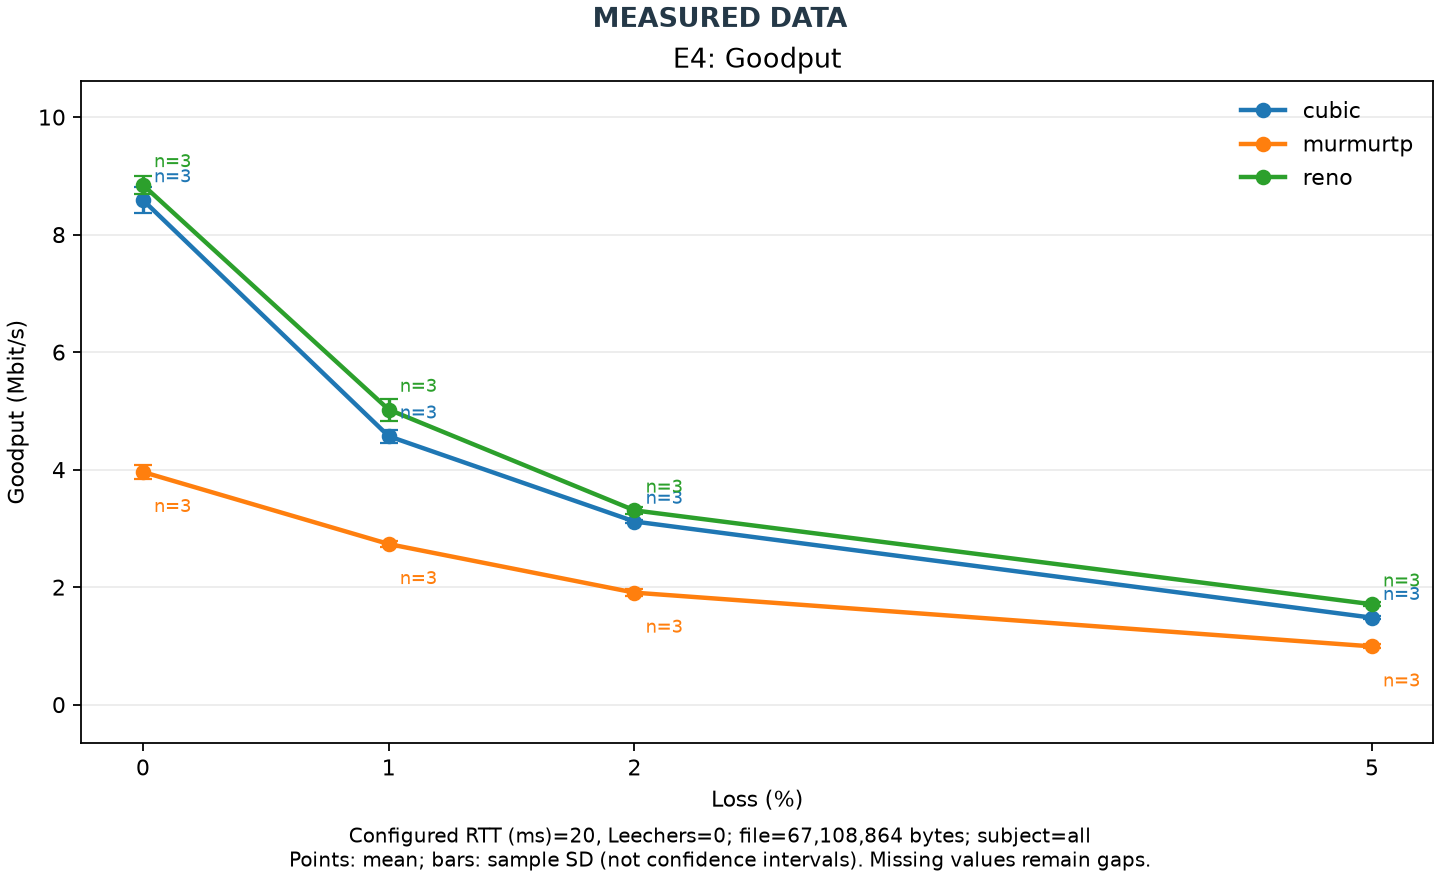 MEASURED DATA
E4: Goodput
cubic
murmurtp
reno
Goodput (Mbit/s)
10
8
6
4
2
0
n=3
n=3
n=3
n=3
n=3
n=3
n=3
n=3
n=3
n=3
n=3
n=3
0
1
2
5
Loss (%)
Configured RTT (ms)=20, Leechers=0; file=67,108,864 bytes; subject=all
Points: mean; bars: sample SD (not confidence intervals). Missing values remain gaps.